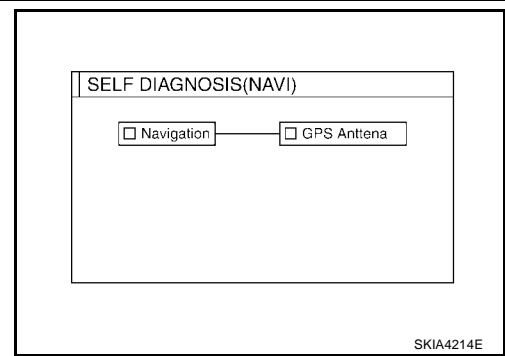 SELF DIAGNOSIS(NAVI)
Navigation
GPS Anttena
SKIA4214E